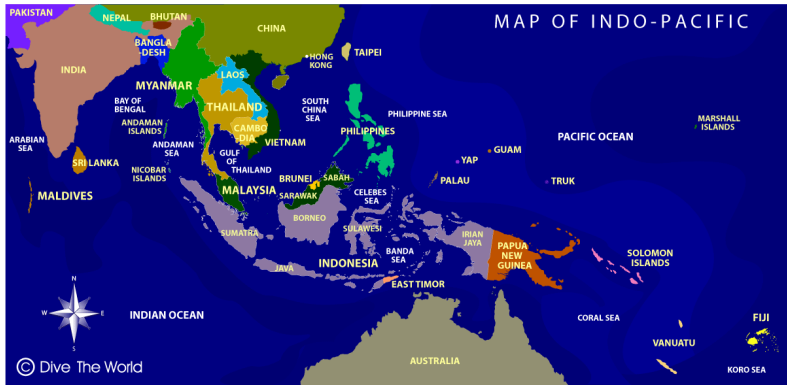 MAP OF INDO-PACIFIC
PAKISTAN
NEPAL
BHUTAN
CHINA
BANGLA
-DESH
INDIA
HONG
KONG
TAIPEI
LAOS
MYANMAR
BAY OF
BENGAL
THAILAND
SOUTH
CHINA
SEA
PHILIPPINE SEA
ANDAMAN
ISLANDS
CAMBO
DIA
PHILIPPINES
PACIFIC OCEAN
MARSHALL
ISLANDS
ARABIAN
SEA
ANDAMAN
SEA
VIETNAM
GUAM
SRI LANKA
GULF
OF
THAILAND
YAP
NICOBAR
ISLANDS
BRUNEI
SABAH
PALAU
TRUK
MALDIVES
MALAYSIA
SARAWAK
CELEBES
SEA
BORNEO
SUMATRA
SULAWESI
IRIAN
JAYA
PAPUA
NEW
GUINEA
BANDA
SEA
SOLOMON
ISLANDS
INDONESIA
JAVA
EAST TIMOR
N
W
E
S
INDIAN OCEAN
CORAL SEA
FIJI
VANUATU
AUSTRALIA
KORO SEA
© Dive The World